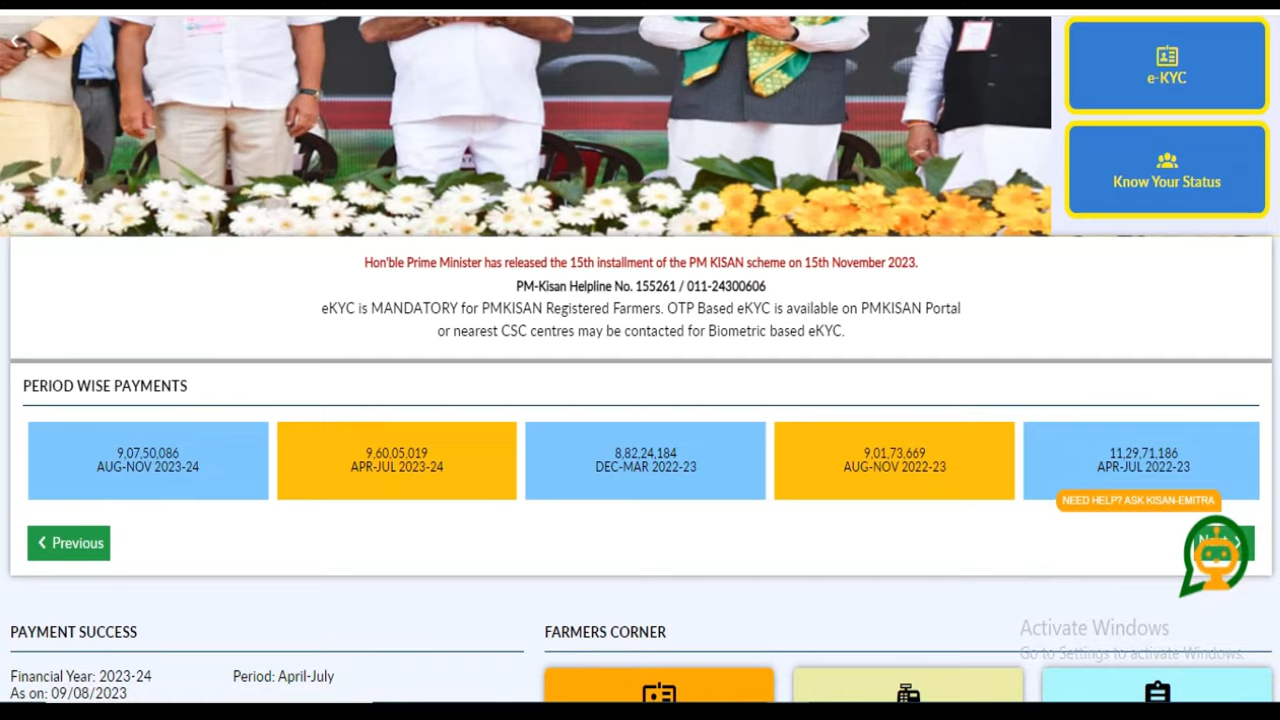 e-KYC
Know Your Status
Hon'ble Prime Minister has released the 15th installment of the PM KISAN scheme on 15th November 2023.
PM-Kisan Helpline No. 155261 / 011-24300606
eKYC is MANDATORY for PMKISAN Registered Farmers. OTP Based eKYC is available on PMKISAN Portal
or nearest CSC centres may be contacted for Biometric based eKYC.
PERIOD WISE PAYMENTS
9,07,50,086
AUG-NOV 2023-24
9,60,05,019
APR-JUL 2023-24
8,82,24,184
DEC-MAR 2022-23
9,01,73,669
AUG-NOV 2022-23
11,29,71,186
APR-JUL 2022-23
NEED HELP? ASK KISAN-EMITRA
Previous
PAYMENT SUCCESS
FARMERS CORNER
Activate Windows
Go to Settings to activate Windows.
Financial Year: 2023-24 Period: April-July
As on: 09/08/2023